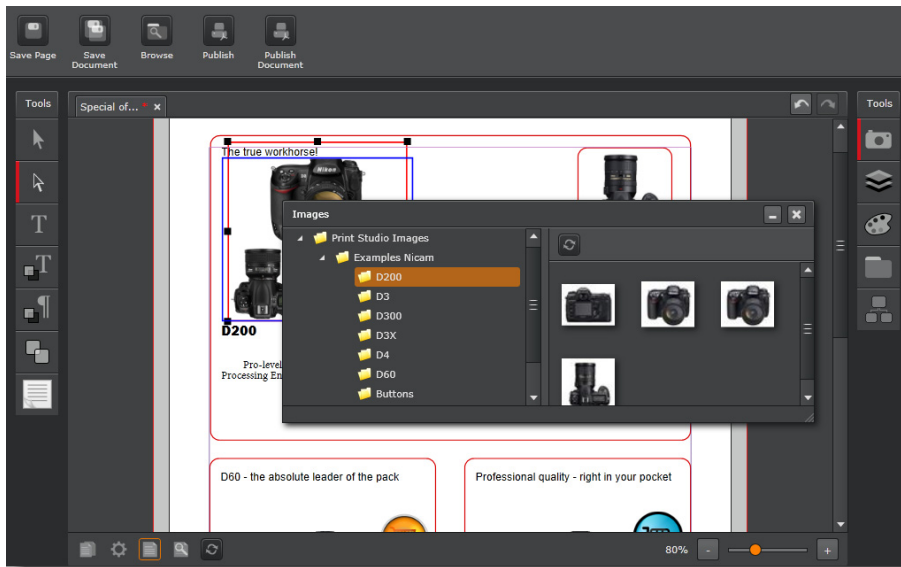 Save Page
Save
Document
Browse
Publish
Publish
Document
Tools
Special of... * x
Tools
The true workhorse!
Nikon
Images
Print Studio Images
Examples Nicam
D200
D3
D300
D3X
D4
D60
Buttons
D200
Pro-level
Processing En
D60 - the absolute leader of the pack
Professional quality - right in your pocket
80%